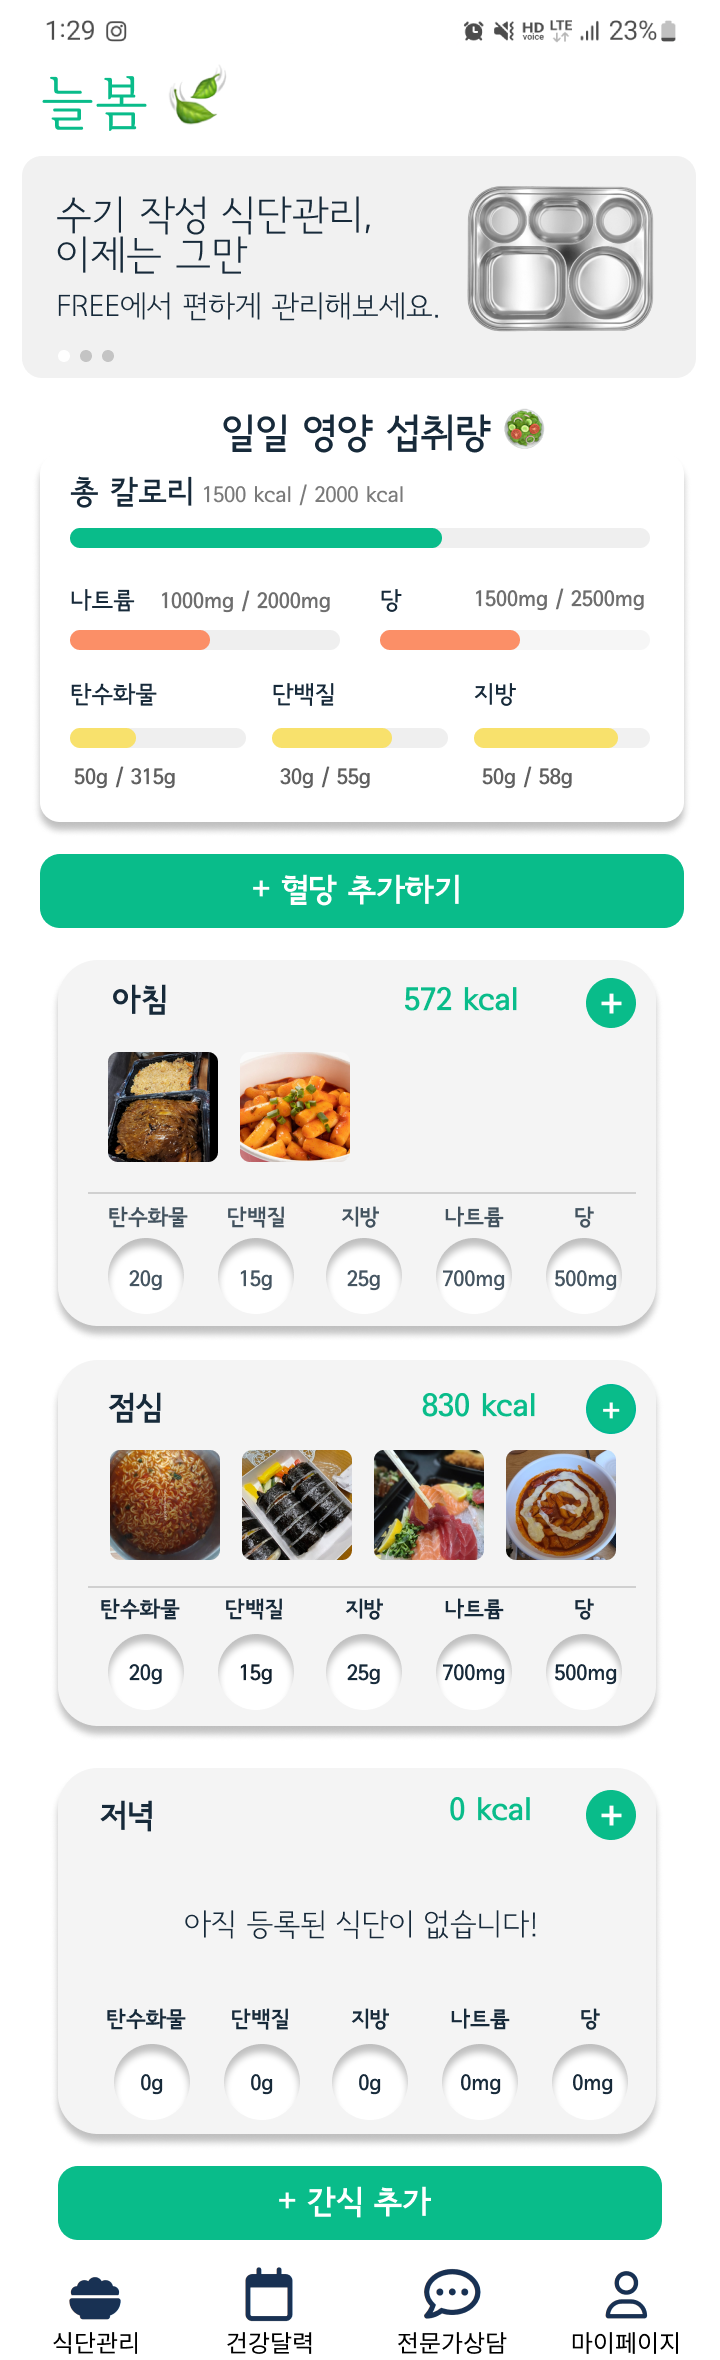 1:29 HD voice LTE 23%
늘봄
수기 작성 식단관리,
이제는 그만
FREE에서 편하게 관리해보세요.
일일 영양 섭취량
총 칼로리 1500 kcal / 2000 kcal
나트륨 1000mg / 2000mg 당 1500mg / 2500mg
탄수화물 단백질 지방
50g / 315g 30g / 55g 50g / 58g
+ 혈당 추가하기
아침 572 kcal +
탄수화물 단백질 지방 나트륨 당
20g 15g 25g 700mg 500mg
점심 830 kcal +
탄수화물 단백질 지방 나트륨 당
20g 15g 25g 700mg 500mg
저녁 0 kcal +
아직 등록된 식단이 없습니다!
탄수화물 단백질 지방 나트륨 당
0g 0g 0g 0mg 0mg
+ 간식 추가
식단관리 건강달력 전문가상담 마이페이지